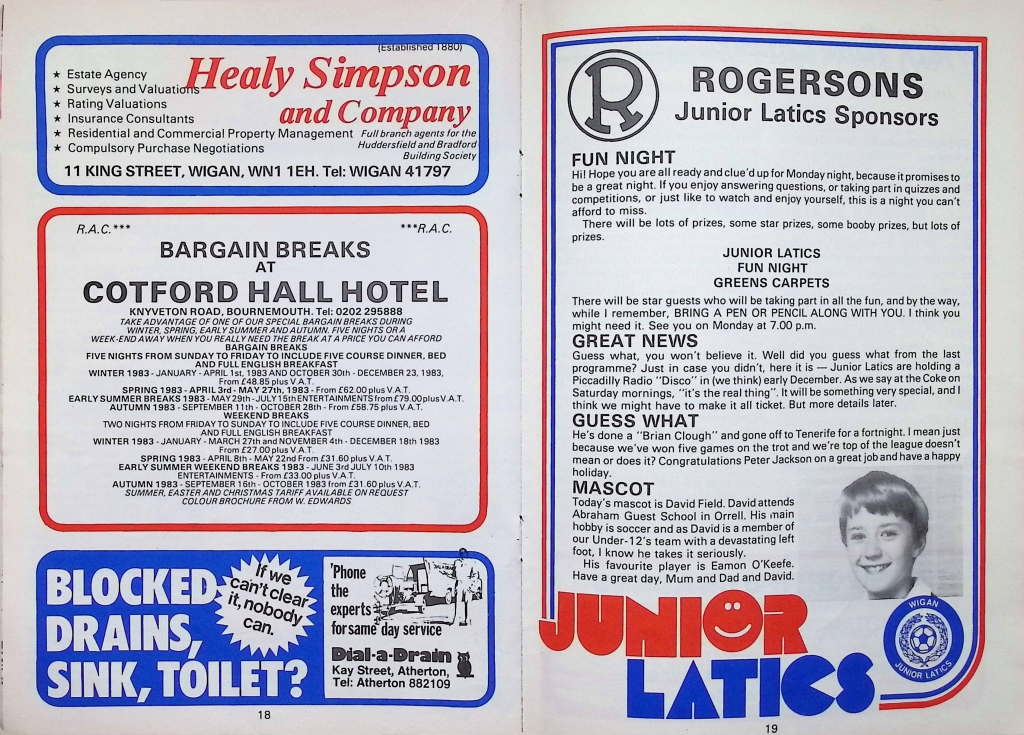 (Established 1880)
★ Estate Agency
★ Surveys and Valuations
★ Rating Valuations
★ Insurance Consultants
★ Residential and Commercial Property Management
★ Compulsory Purchase Negotiations
Healy Simpson
and Company
Full branch agents for the
Huddersfield and Bradford
Building Society
11 KING STREET, WIGAN, WN1 1EH. Tel: WIGAN 41797
R.A.C.*** ***R.A.C.
BARGAIN BREAKS
AT
COTFORD HALL HOTEL
KNYVETON ROAD, BOURNEMOUTH. Tel: 0202 295888
TAKE ADVANTAGE OF ONE OF OUR SPECIAL BARGAIN BREAKS DURING
WINTER, SPRING, EARLY SUMMER AND AUTUMN. FIVE NIGHTS OR A
WEEK-END AWAY WHEN YOU REALLY NEED THE BREAK AT A PRICE YOU CAN AFFORD
BARGAIN BREAKS
FIVE NIGHTS FROM SUNDAY TO FRIDAY TO INCLUDE FIVE COURSE DINNER, BED
AND FULL ENGLISH BREAKFAST
WINTER 1983 - JANUARY - APRIL 1st, 1983 AND OCTOBER 30th - DECEMBER 23, 1983,
From £48.85 plus V.A.T.
SPRING 1983 - APRIL 3rd - MAY 27th, 1983 - From £62.00 plus V.A.T.
EARLY SUMMER BREAKS 1983 - MAY 29th - JULY 15th ENTERTAINMENTS from £79.00 plus V.A.T.
AUTUMN 1983 - SEPTEMBER 11th - OCTOBER 28th - From £58.75 plus V.A.T.
WEEKEND BREAKS
TWO NIGHTS FROM FRIDAY TO SUNDAY TO INCLUDE FIVE COURSE DINNER, BED
AND FULL ENGLISH BREAKFAST
WINTER 1983 - JANUARY - MARCH 27th and NOVEMBER 4th - DECEMBER 18th 1983
From £27.00 plus V.A.T.
SPRING 1983 - APRIL 8th - MAY 22nd From £31.60 plus V.A.T.
EARLY SUMMER WEEKEND BREAKS 1983 - JUNE 3rd JULY 10th 1983
ENTERTAINMENTS - From £33.00 plus V.A.T.
AUTUMN 1983 - SEPTEMBER 16th - OCTOBER 1983 from £31.60 plus V.A.T.
SUMMER, EASTER AND CHRISTMAS TARIFF AVAILABLE ON REQUEST
COLOUR BROCHURE FROM W. EDWARDS
BLOCKED
DRAINS,
SINK, TOILET?
If we
can't clear
it, nobody
can.
'Phone
the
experts
for same day service
Dial-a-Drain
Kay Street, Atherton,
Tel: Atherton 882109
18
R
ROGERSONS
Junior Latics Sponsors
FUN NIGHT
Hi! Hope you are all ready and clue'd up for Monday night, because it promises to
be a great night. If you enjoy answering questions, or taking part in quizzes and
competitions, or just like to watch and enjoy yourself, this is a night you can't
afford to miss.
There will be lots of prizes, some star prizes, some booby prizes, but lots of
prizes.
JUNIOR LATICS
FUN NIGHT
GREENS CARPETS
There will be star guests who will be taking part in all the fun, and by the way,
while I remember, BRING A PEN OR PENCIL ALONG WITH YOU. I think you
might need it. See you on Monday at 7.00 p.m.
GREAT NEWS
Guess what, you won't believe it. Well did you guess what from the last
programme? Just in case you didn't, here it is — Junior Latics are holding a
Piccadilly Radio "Disco" in (we think) early December. As we say at the Coke on
Saturday mornings, "it's the real thing". It will be something very special, and I
think we might have to make it all ticket. But more details later.
GUESS WHAT
He's done a "Brian Clough" and gone off to Tenerife for a fortnight. I mean just
because we've won five games on the trot and we're top of the league doesn't
mean or does it? Congratulations Peter Jackson on a great job and have a happy
holiday.
MASCOT
Today's mascot is David Field. David attends
Abraham Guest School in Orrell. His main
hobby is soccer and as David is a member of
our Under-12's team with a devastating left
foot, I know he takes it seriously.
His favourite player is Eamon O'Keefe.
Have a great day, Mum and Dad and David.
JUNIOR
LATICS
WIGAN
JUNIOR LATICS
19